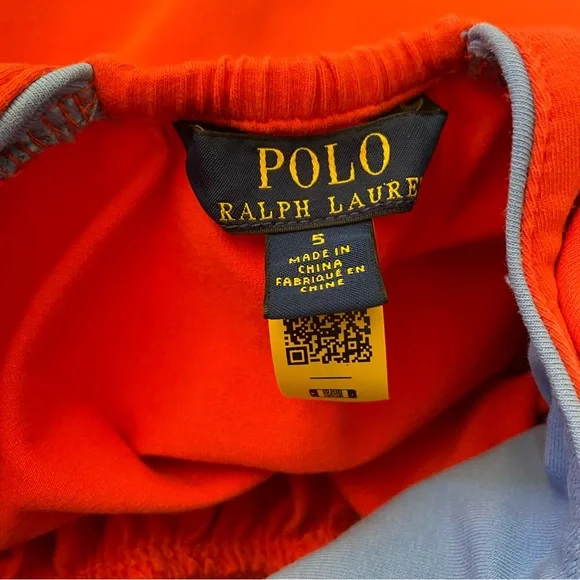 POLO
RALPH LAURE
5
MADE IN
CHINA
FABRIQUÉ EN
CHINE